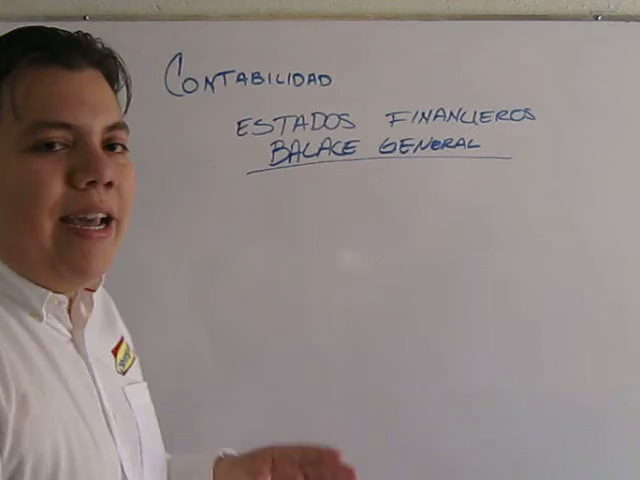 CONTABILIDAD
ESTADOS FINANCIEROS
BALACE GENERAL